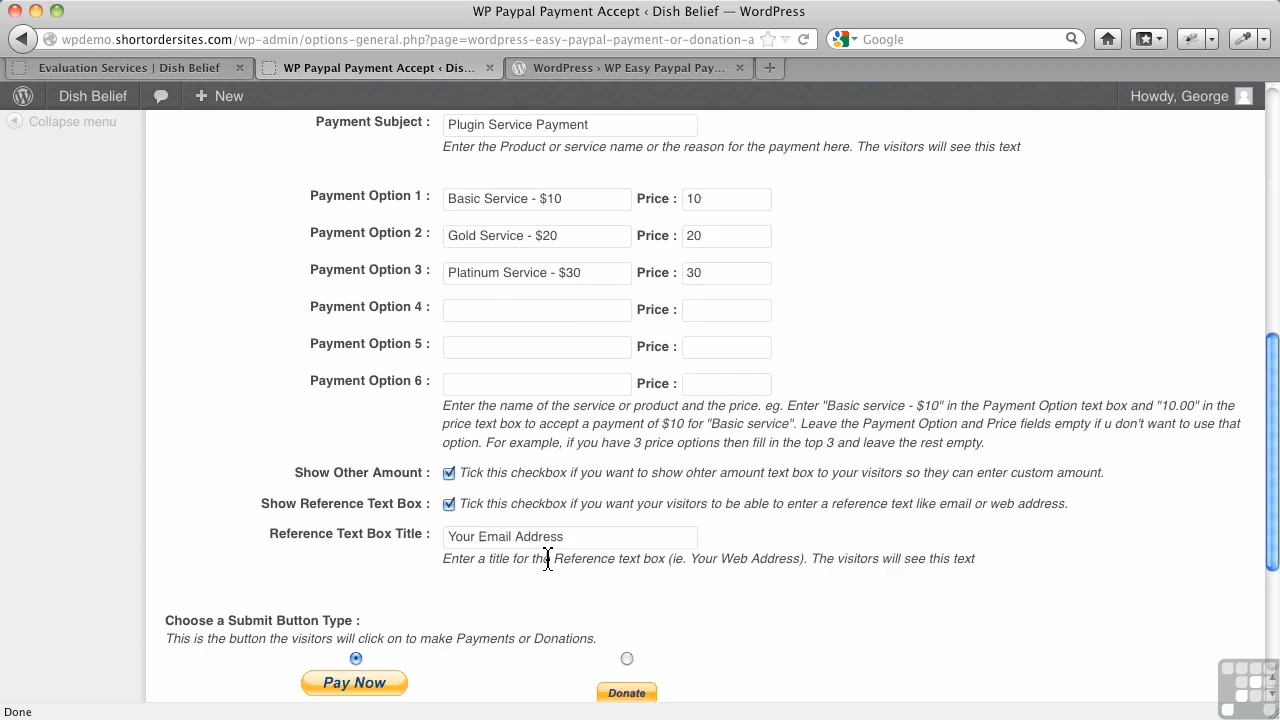 WP Paypal Payment Accept ‹ Dish Belief — WordPress
wpdemo.shortordersites.com/wp-admin/options-general.php?page=wordpress-easy-paypal-payment-or-donation-a
Google
Evaluation Services | Dish Belief
WP Paypal Payment Accept ‹ Dis...
WordPress › WP Easy Paypal Pay...
Dish Belief
New
Howdy, George
Collapse menu
Payment Subject :
Plugin Service Payment
Enter the Product or service name or the reason for the payment here. The visitors will see this text
Payment Option 1 : Basic Service - $10 Price : 10
Payment Option 2 : Gold Service - $20 Price : 20
Payment Option 3 : Platinum Service - $30 Price : 30
Payment Option 4 : Price :
Payment Option 5 : Price :
Payment Option 6 : Price :
Enter the name of the service or product and the price. eg. Enter "Basic service - $10" in the Payment Option text box and "10.00" in the
price text box to accept a payment of $10 for "Basic service". Leave the Payment Option and Price fields empty if u don't want to use that
option. For example, if you have 3 price options then fill in the top 3 and leave the rest empty.
Show Other Amount : Tick this checkbox if you want to show ohter amount text box to your visitors so they can enter custom amount.
Show Reference Text Box : Tick this checkbox if you want your visitors to be able to enter a reference text like email or web address.
Reference Text Box Title : Your Email Address
Enter a title for the Reference text box (ie. Your Web Address). The visitors will see this text
Choose a Submit Button Type :
This is the button the visitors will click on to make Payments or Donations.
Pay Now
Donate
Done